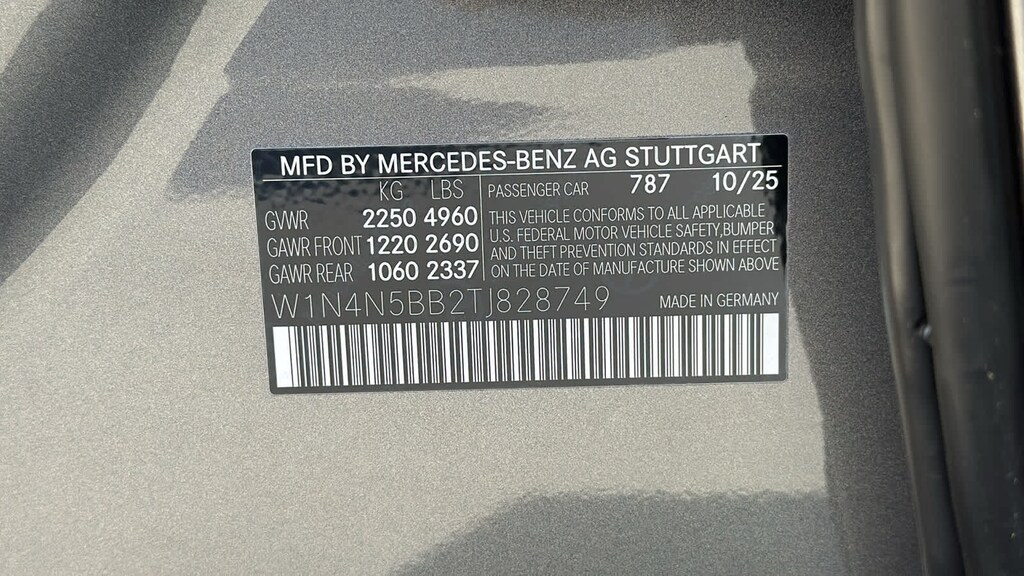 MFD BY MERCEDES-BENZ AG STUTTGART
KG LBS
GVWR 2250 4960
GAWR FRONT 1220 2690
GAWR REAR 1060 2337
PASSENGER CAR 787 10/25
THIS VEHICLE CONFORMS TO ALL APPLICABLE
U.S. FEDERAL MOTOR VEHICLE SAFETY,BUMPER
AND THEFT PREVENTION STANDARDS IN EFFECT
ON THE DATE OF MANUFACTURE SHOWN ABOVE
W1N4N5BB2TJ828749 MADE IN GERMANY